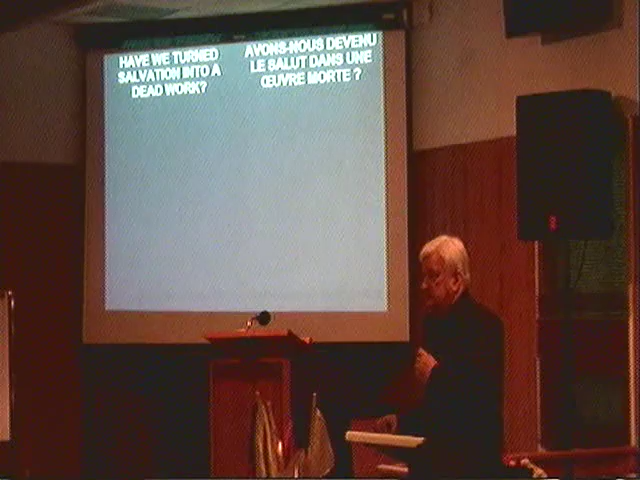 HAVE WE TURNED
SALVATION INTO A
DEAD WORK?
AVONS-NOUS DEVENU
LE SALUT DANS UNE
ŒUVRE MORTE ?